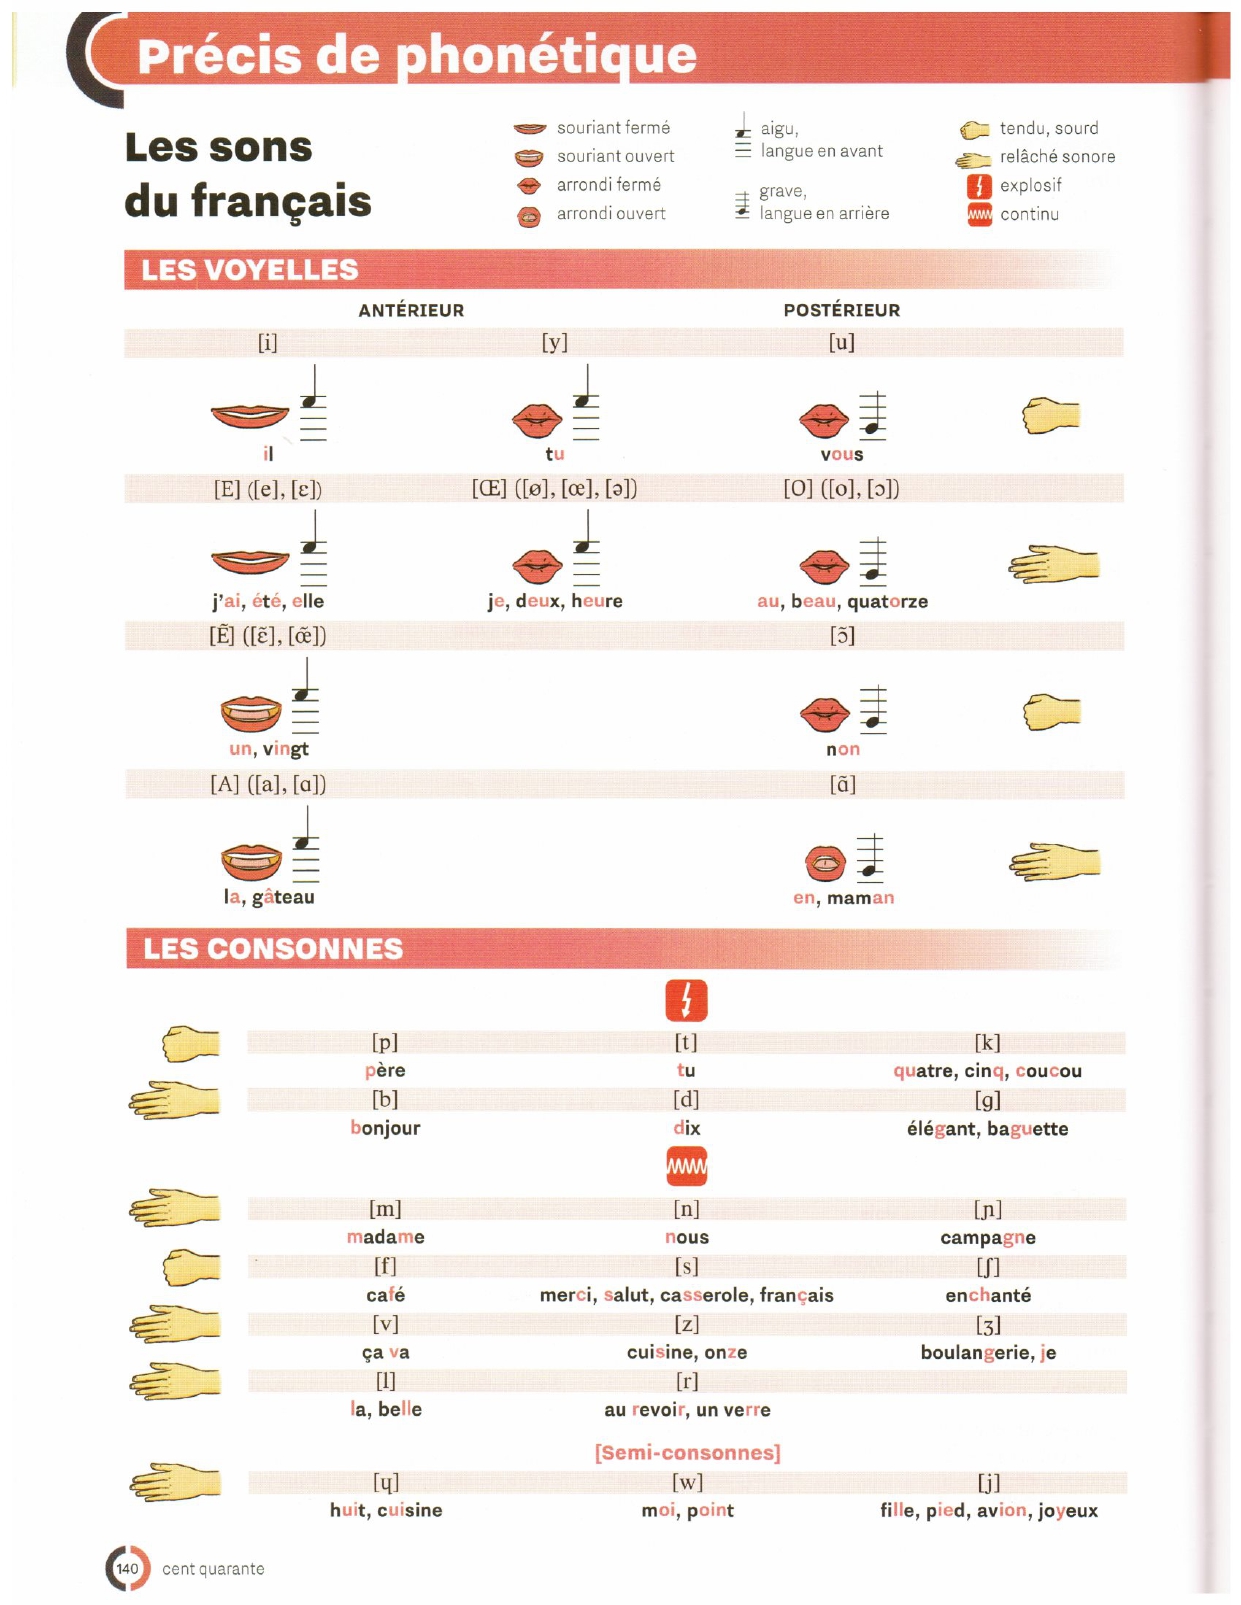 Précis de phonétique
Les sons
du français
souriant fermé
souriant ouvert
arrondi fermé
arrondi ouvert
aigu,
langue en avant
grave,
langue en arrière
tendu, sourd
relâché sonore
explosif
continu
LES VOYELLES
ANTÉRIEUR POSTÉRIEUR
[i] [y] [u]
il tu vous
[E] ([e], [ɛ]) [Œ] ([ø], [œ], [ə]) [O] ([o], [ɔ])
j'ai, été, elle je, deux, heure au, beau, quatorze
[Ẽ] ([ɛ̃], [œ̃]) [ɔ̃]
un, vingt non
[A] ([a], [ɑ]) [ɑ̃]
la, gâteau en, maman
LES CONSONNES
[p] [t] [k]
père tu quatre, cinq, coucou
[b] [d] [g]
bonjour dix élégant, baguette
[m] [n] [ɲ]
madame nous campagne
[f] [s] [ʃ]
café merci, salut, casserole, français enchanté
[v] [z] [ʒ]
ça va cuisine, onze boulangerie, je
[l] [r]
la, belle au revoir, un verre
[Semi-consonnes]
[ɥ] [w] [j]
huit, cuisine moi, point fille, pied, avion, joyeux
140 cent quarante